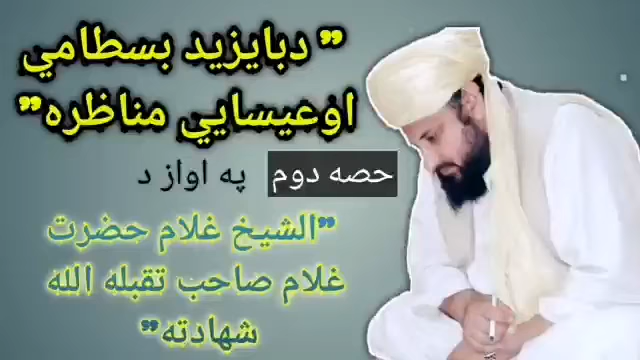 ” دبايزيد بسطامي
اوعيسايي مناظره”
حصه دوم په اواز د
”الشيخ غلام حضرت
غلام صاحب تقبله الله
شهادته”